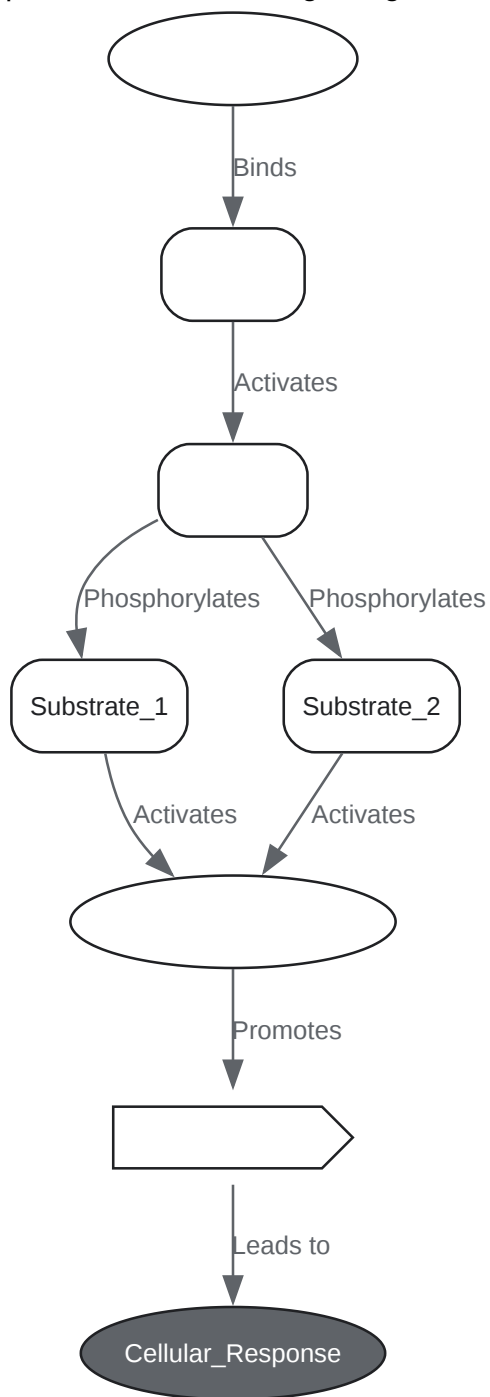 Binds
Activates
Phosphorylates
Phosphorylates
Substrate_1
Substrate_2
Activates
Activates
Promotes
Leads to
Cellular_Response